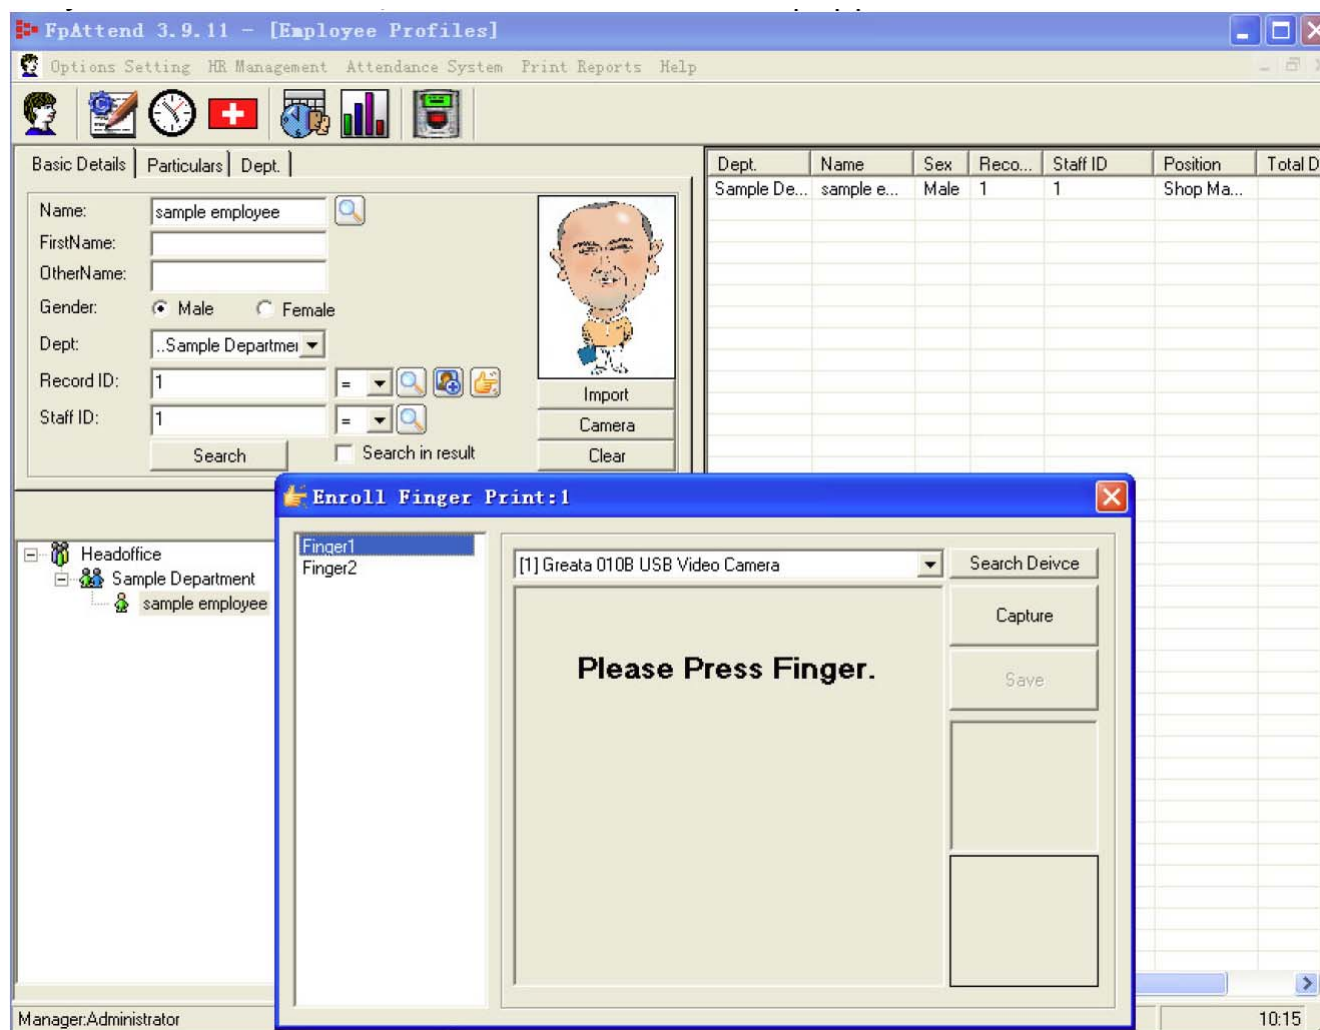 FpAttend 3.9.11 - [Employee Profiles]
Options Setting HR Management Attendance System Print Reports Help
Basic Details Particulars Dept.
Name: sample employee
FirstName:
OtherName:
Gender: Male Female
Dept: ..Sample Departmer
Record ID: 1 =
Staff ID: 1 =
Search Search in result
Import
Camera
Clear
Dept. Name Sex Reco... Staff ID Position Total D
Sample De... sample e... Male 1 1 Shop Ma...
Headoffice
Sample Department
sample employee
Enroll Finger Print:1
Finger1
Finger2
[1] Greata 010B USB Video Camera Search Deivce
Capture
Please Press Finger.
Save
Manager:Administrator 10:15